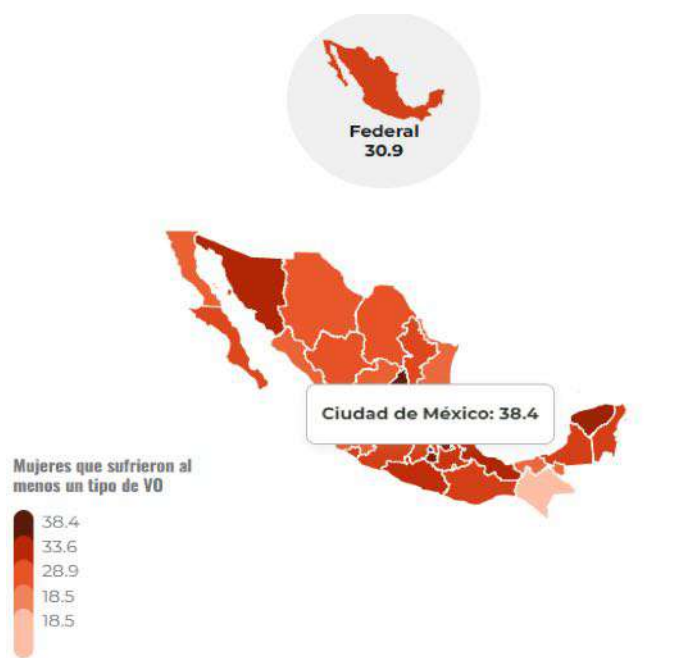 Federal
30.9
Ciudad de México: 38.4
Mujeres que sufrieron al
menos un tipo de VO
38.4
33.6
28.9
18.5
18.5